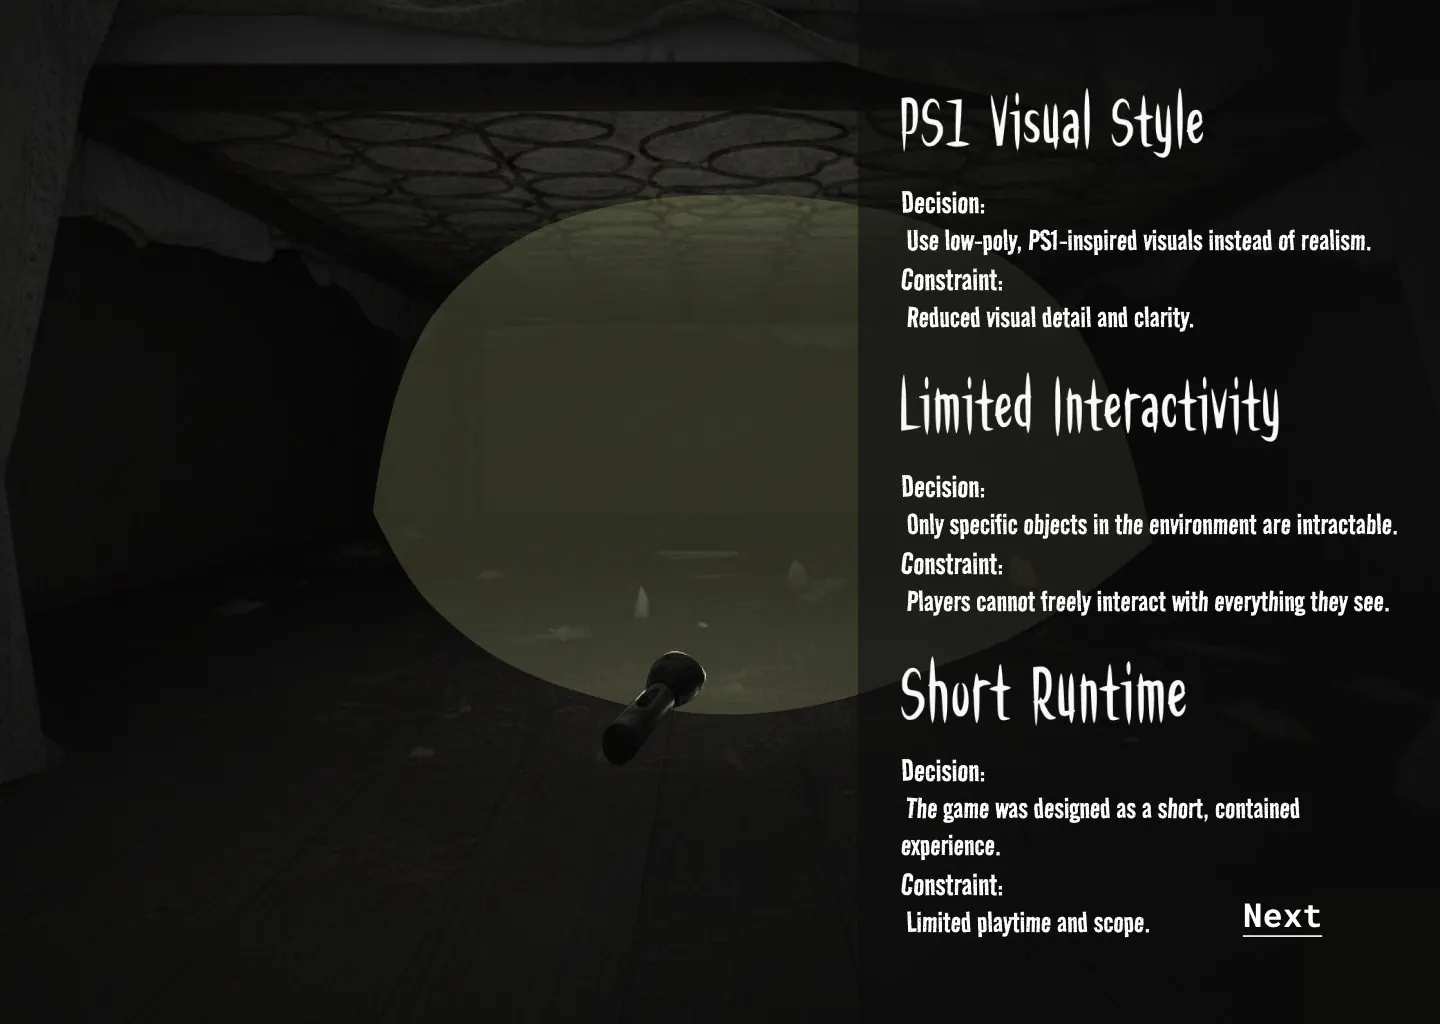 PS1 Visual Style
Decision:
Use low-poly, PS1-inspired visuals instead of realism.
Constraint:
Reduced visual detail and clarity.
Limited Interactivity
Decision:
Only specific objects in the environment are intractable.
Constraint:
Players cannot freely interact with everything they see.
Short Runtime
Decision:
The game was designed as a short, contained
experience.
Constraint:
Limited playtime and scope.
Next